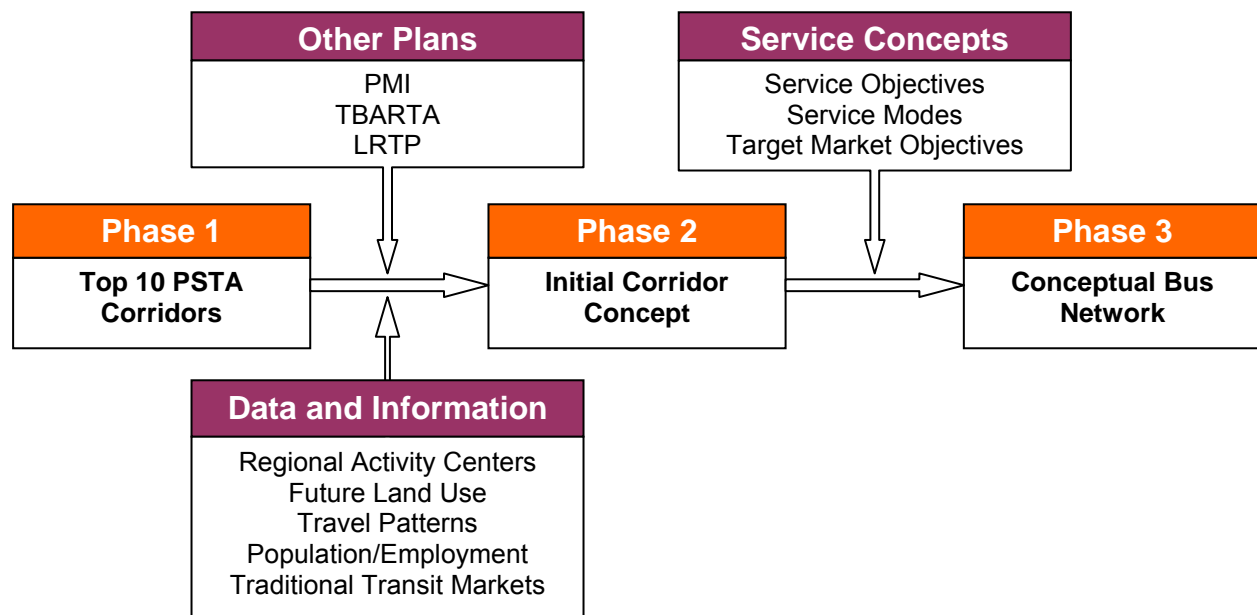 Other Plans
PMI
TBARTA
LRTP
Service Concepts
Service Objectives
Service Modes
Target Market Objectives
Phase 1
Top 10 PSTA
Corridors
Phase 2
Initial Corridor
Concept
Phase 3
Conceptual Bus
Network
Data and Information
Regional Activity Centers
Future Land Use
Travel Patterns
Population/Employment
Traditional Transit Markets